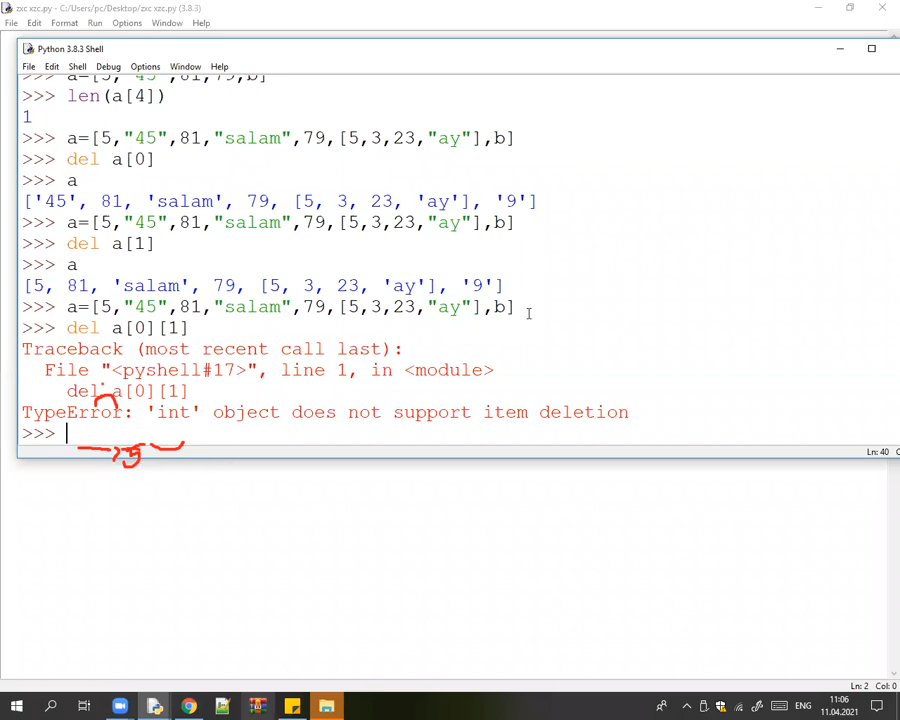 zxc xzc.py - C:/Users/pc/Desktop/zxc xzc.py (3.8.3)
File Edit Format Run Options Window Help
Python 3.8.3 Shell
File Edit Shell Debug Options Window Help
>>> a=[5,"45",81,79,b]
>>> len(a[4])
1
>>> a=[5,"45",81,"salam",79,[5,3,23,"ay"],b]
>>> del a[0]
>>> a
['45', 81, 'salam', 79, [5, 3, 23, 'ay'], '9']
>>> a=[5,"45",81,"salam",79,[5,3,23,"ay"],b]
>>> del a[1]
>>> a
[5, 81, 'salam', 79, [5, 3, 23, 'ay'], '9']
>>> a=[5,"45",81,"salam",79,[5,3,23,"ay"],b]
>>> del a[0][1]
Traceback (most recent call last):
File "<pyshell#17>", line 1, in <module>
del a[0][1]
TypeError: 'int' object does not support item deletion
>>>
5
Ln: 40
Ln: 2 Col: 0
ENG
11:06
11.04.2021